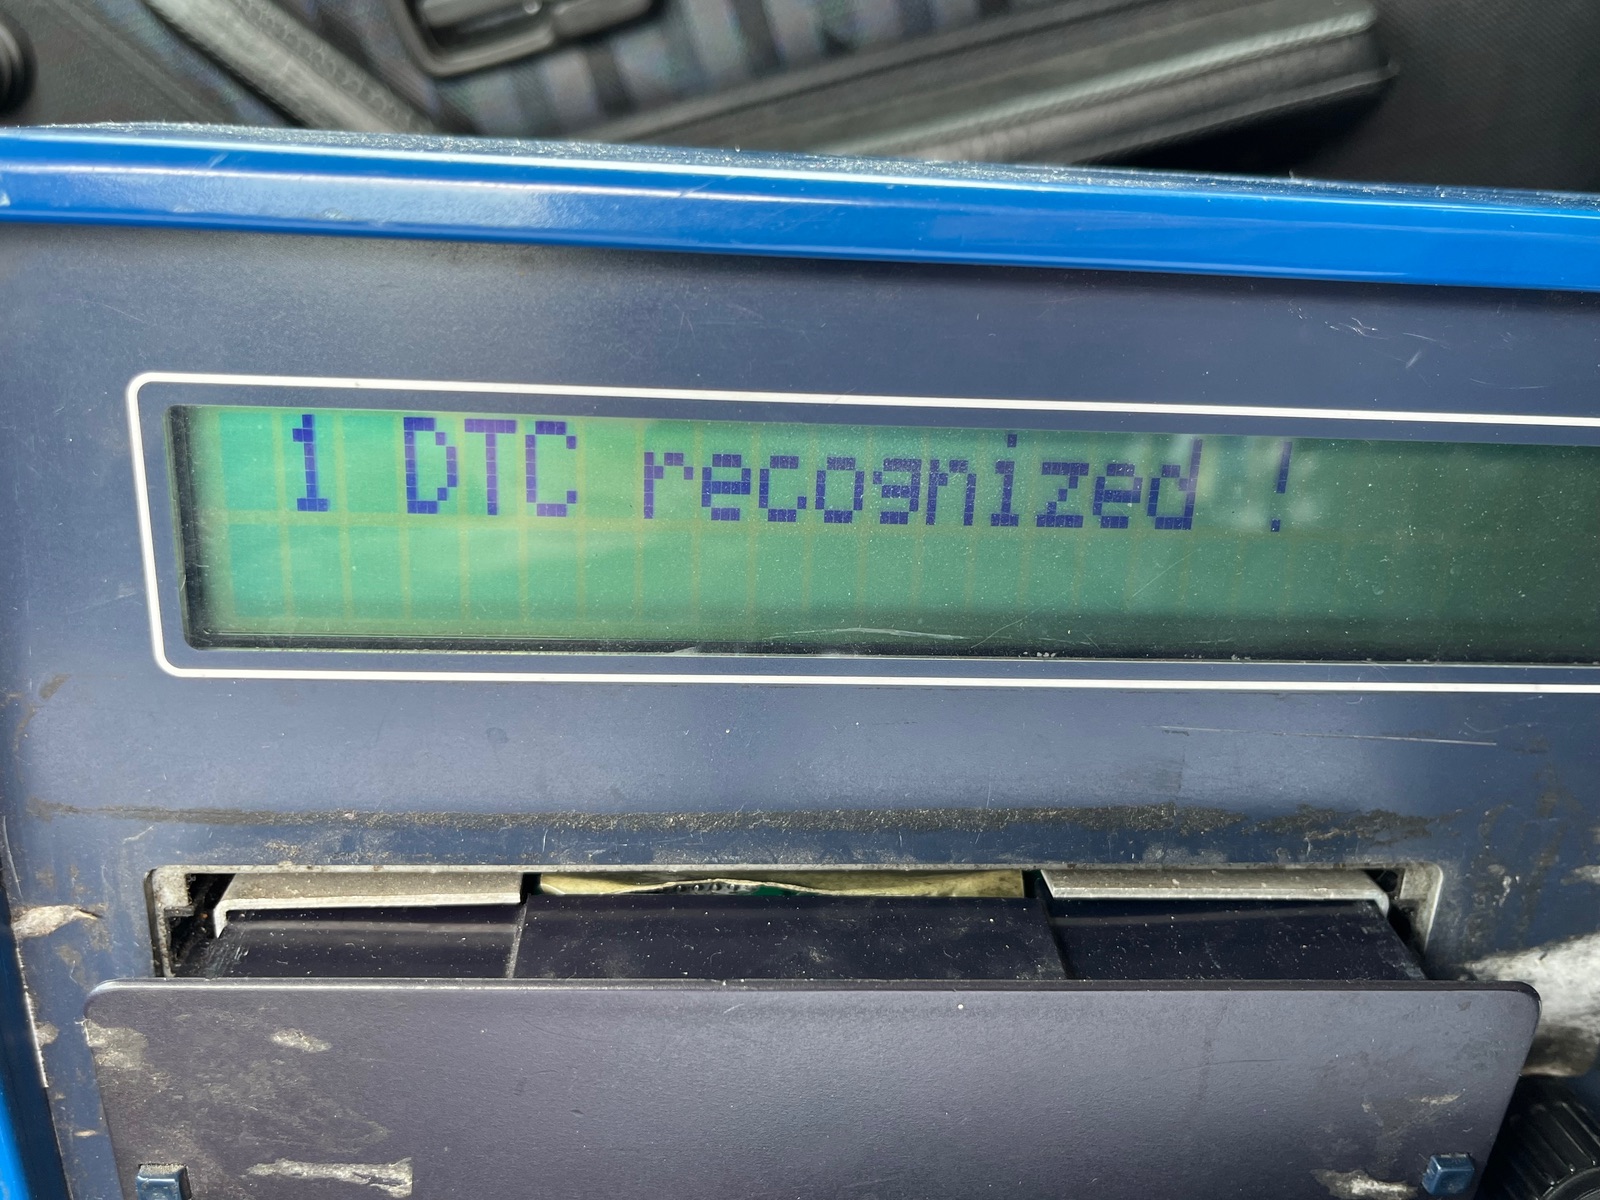 1 DTC recognized !